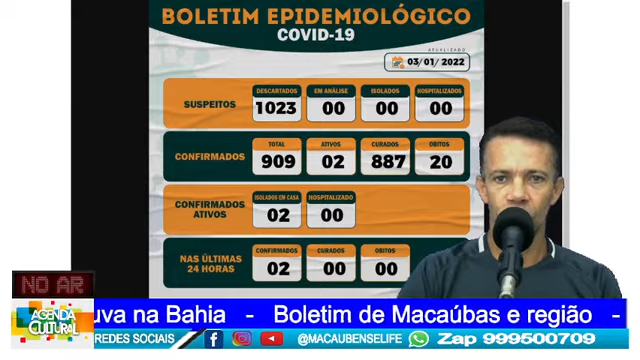 BOLETIM EPIDEMIOLÓGICO
COVID-19
ATUALIZADO
03/01/2022
SUSPEITOS
DESCARTADOS 1023
EM ANÁLISE 00
ISOLADOS 00
HOSPITALIZADOS 00
CONFIRMADOS
TOTAL 909
ATIVOS 02
CURADOS 887
OBITOS 20
CONFIRMADOS ATIVOS
ISOLADOS EM CASA 02
HOSPITALIZADO 00
NAS ÚLTIMAS 24 HORAS
CONFIRMADOS 02
CURADOS 00
OBITOS 00
NO AR
AGENDA CULTURAL
uva na Bahia - Boletim de Macaúbas e região -
REDES SOCIAIS @MACAUBENSELIFE Zap 999500709